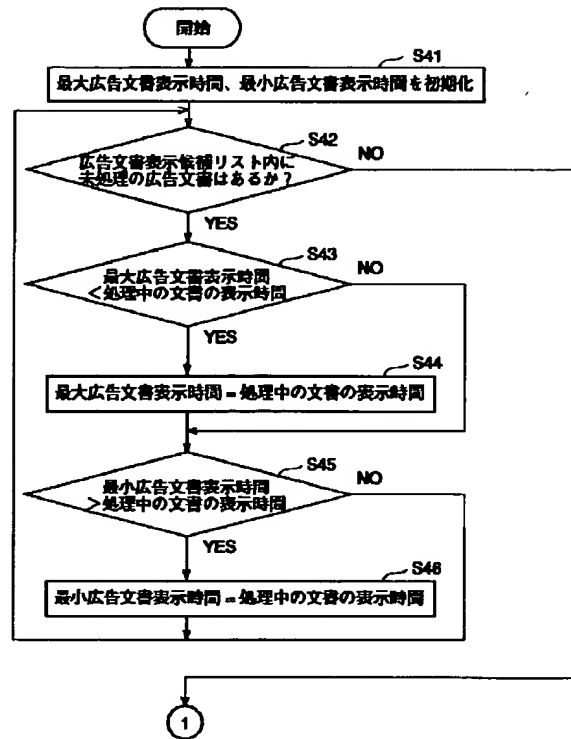 開始
S41
最大広告文書表示時間、最小広告文書表示時間を初期化
S42
広告文書表示候補リスト内に
未処理の広告文書はあるか?
NO
YES
S43
最大広告文書表示時間
<処理中の文書の表示時間
NO
YES
S44
最大広告文書表示時間=処理中の文書の表示時間
S45
最小広告文書表示時間
>処理中の文書の表示時間
NO
YES
S46
最小広告文書表示時間=処理中の文書の表示時間
1